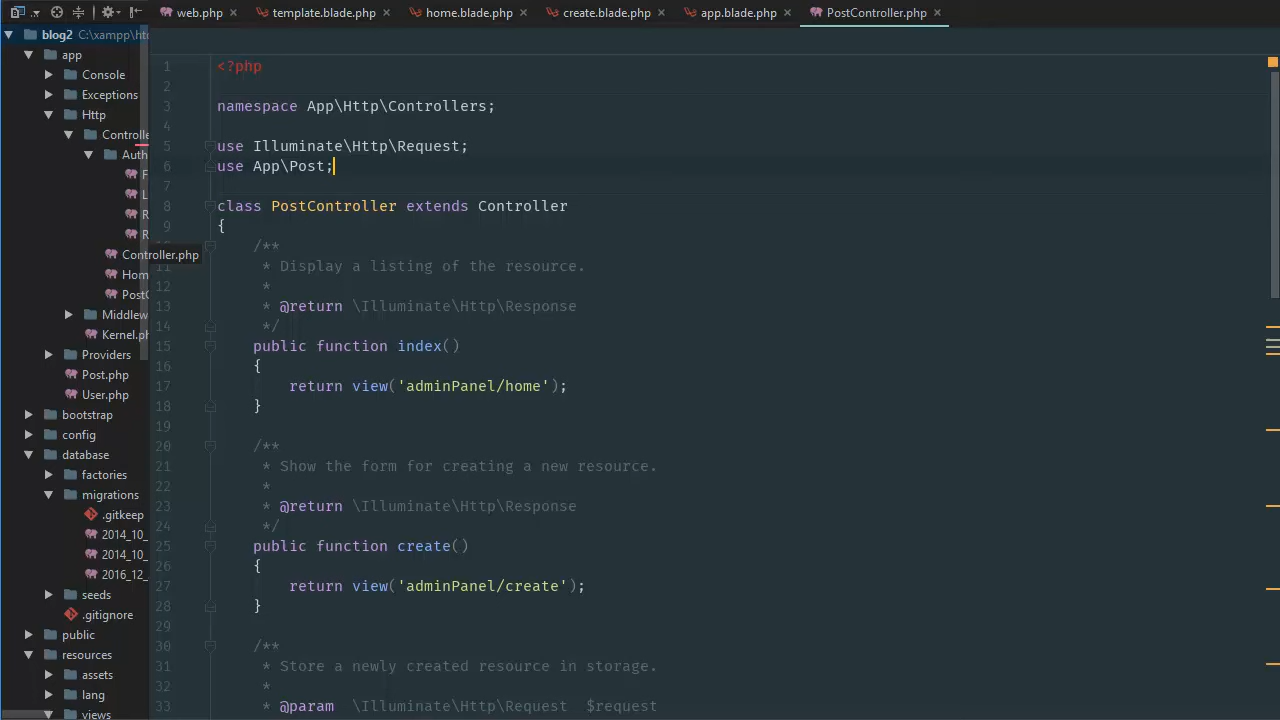 web.php template.blade.php home.blade.php create.blade.php app.blade.php PostController.php
blog2 C:\xampp\ht
app
Console
Exceptions
Http
Controlle
Auth
F
L
R
R
Controller.php
Hom
PostC
Middlew
Kernel.ph
Providers
Post.php
User.php
bootstrap
config
database
factories
migrations
.gitkeep
2014_10_
2014_10_
2016_12_
seeds
.gitignore
public
resources
assets
lang
views
1 <?php
2
3 namespace App\Http\Controllers;
4
5 use Illuminate\Http\Request;
6 use App\Post;
7
8 class PostController extends Controller
9 {
10 /**
11 * Display a listing of the resource.
12 *
13 * @return \Illuminate\Http\Response
14 */
15 public function index()
16 {
17 return view('adminPanel/home');
18 }
19
20 /**
21 * Show the form for creating a new resource.
22 *
23 * @return \Illuminate\Http\Response
24 */
25 public function create()
26 {
27 return view('adminPanel/create');
28 }
29
30 /**
31 * Store a newly created resource in storage.
32 *
33 * @param \Illuminate\Http\Request $request